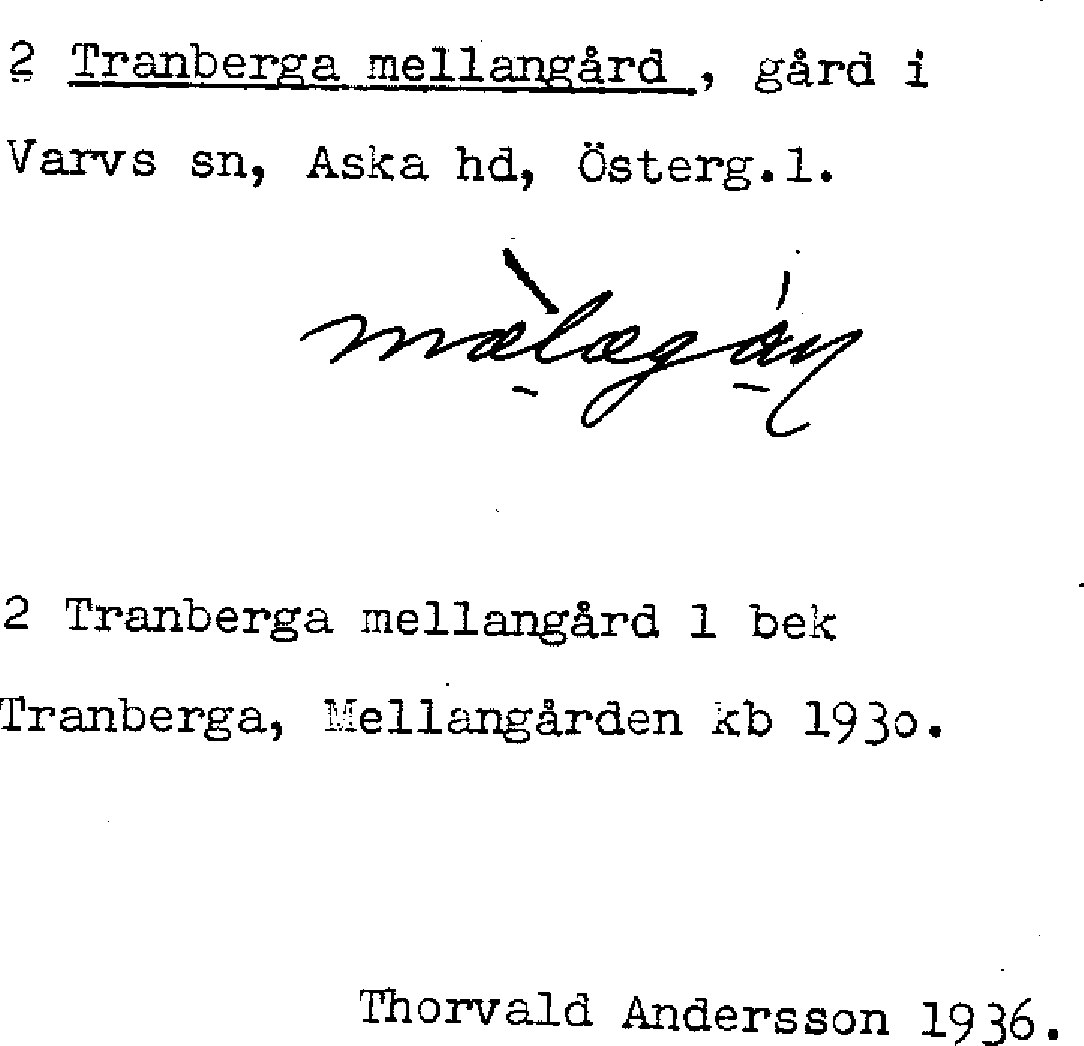 2 Tranberga mellangård , gård i
Varvs sn, Aska hd, Österg.l.
2 Tranberga mellangård 1 bek
Tranberga, Mellangården kb 193o.
Thorvald Andersson 1936.